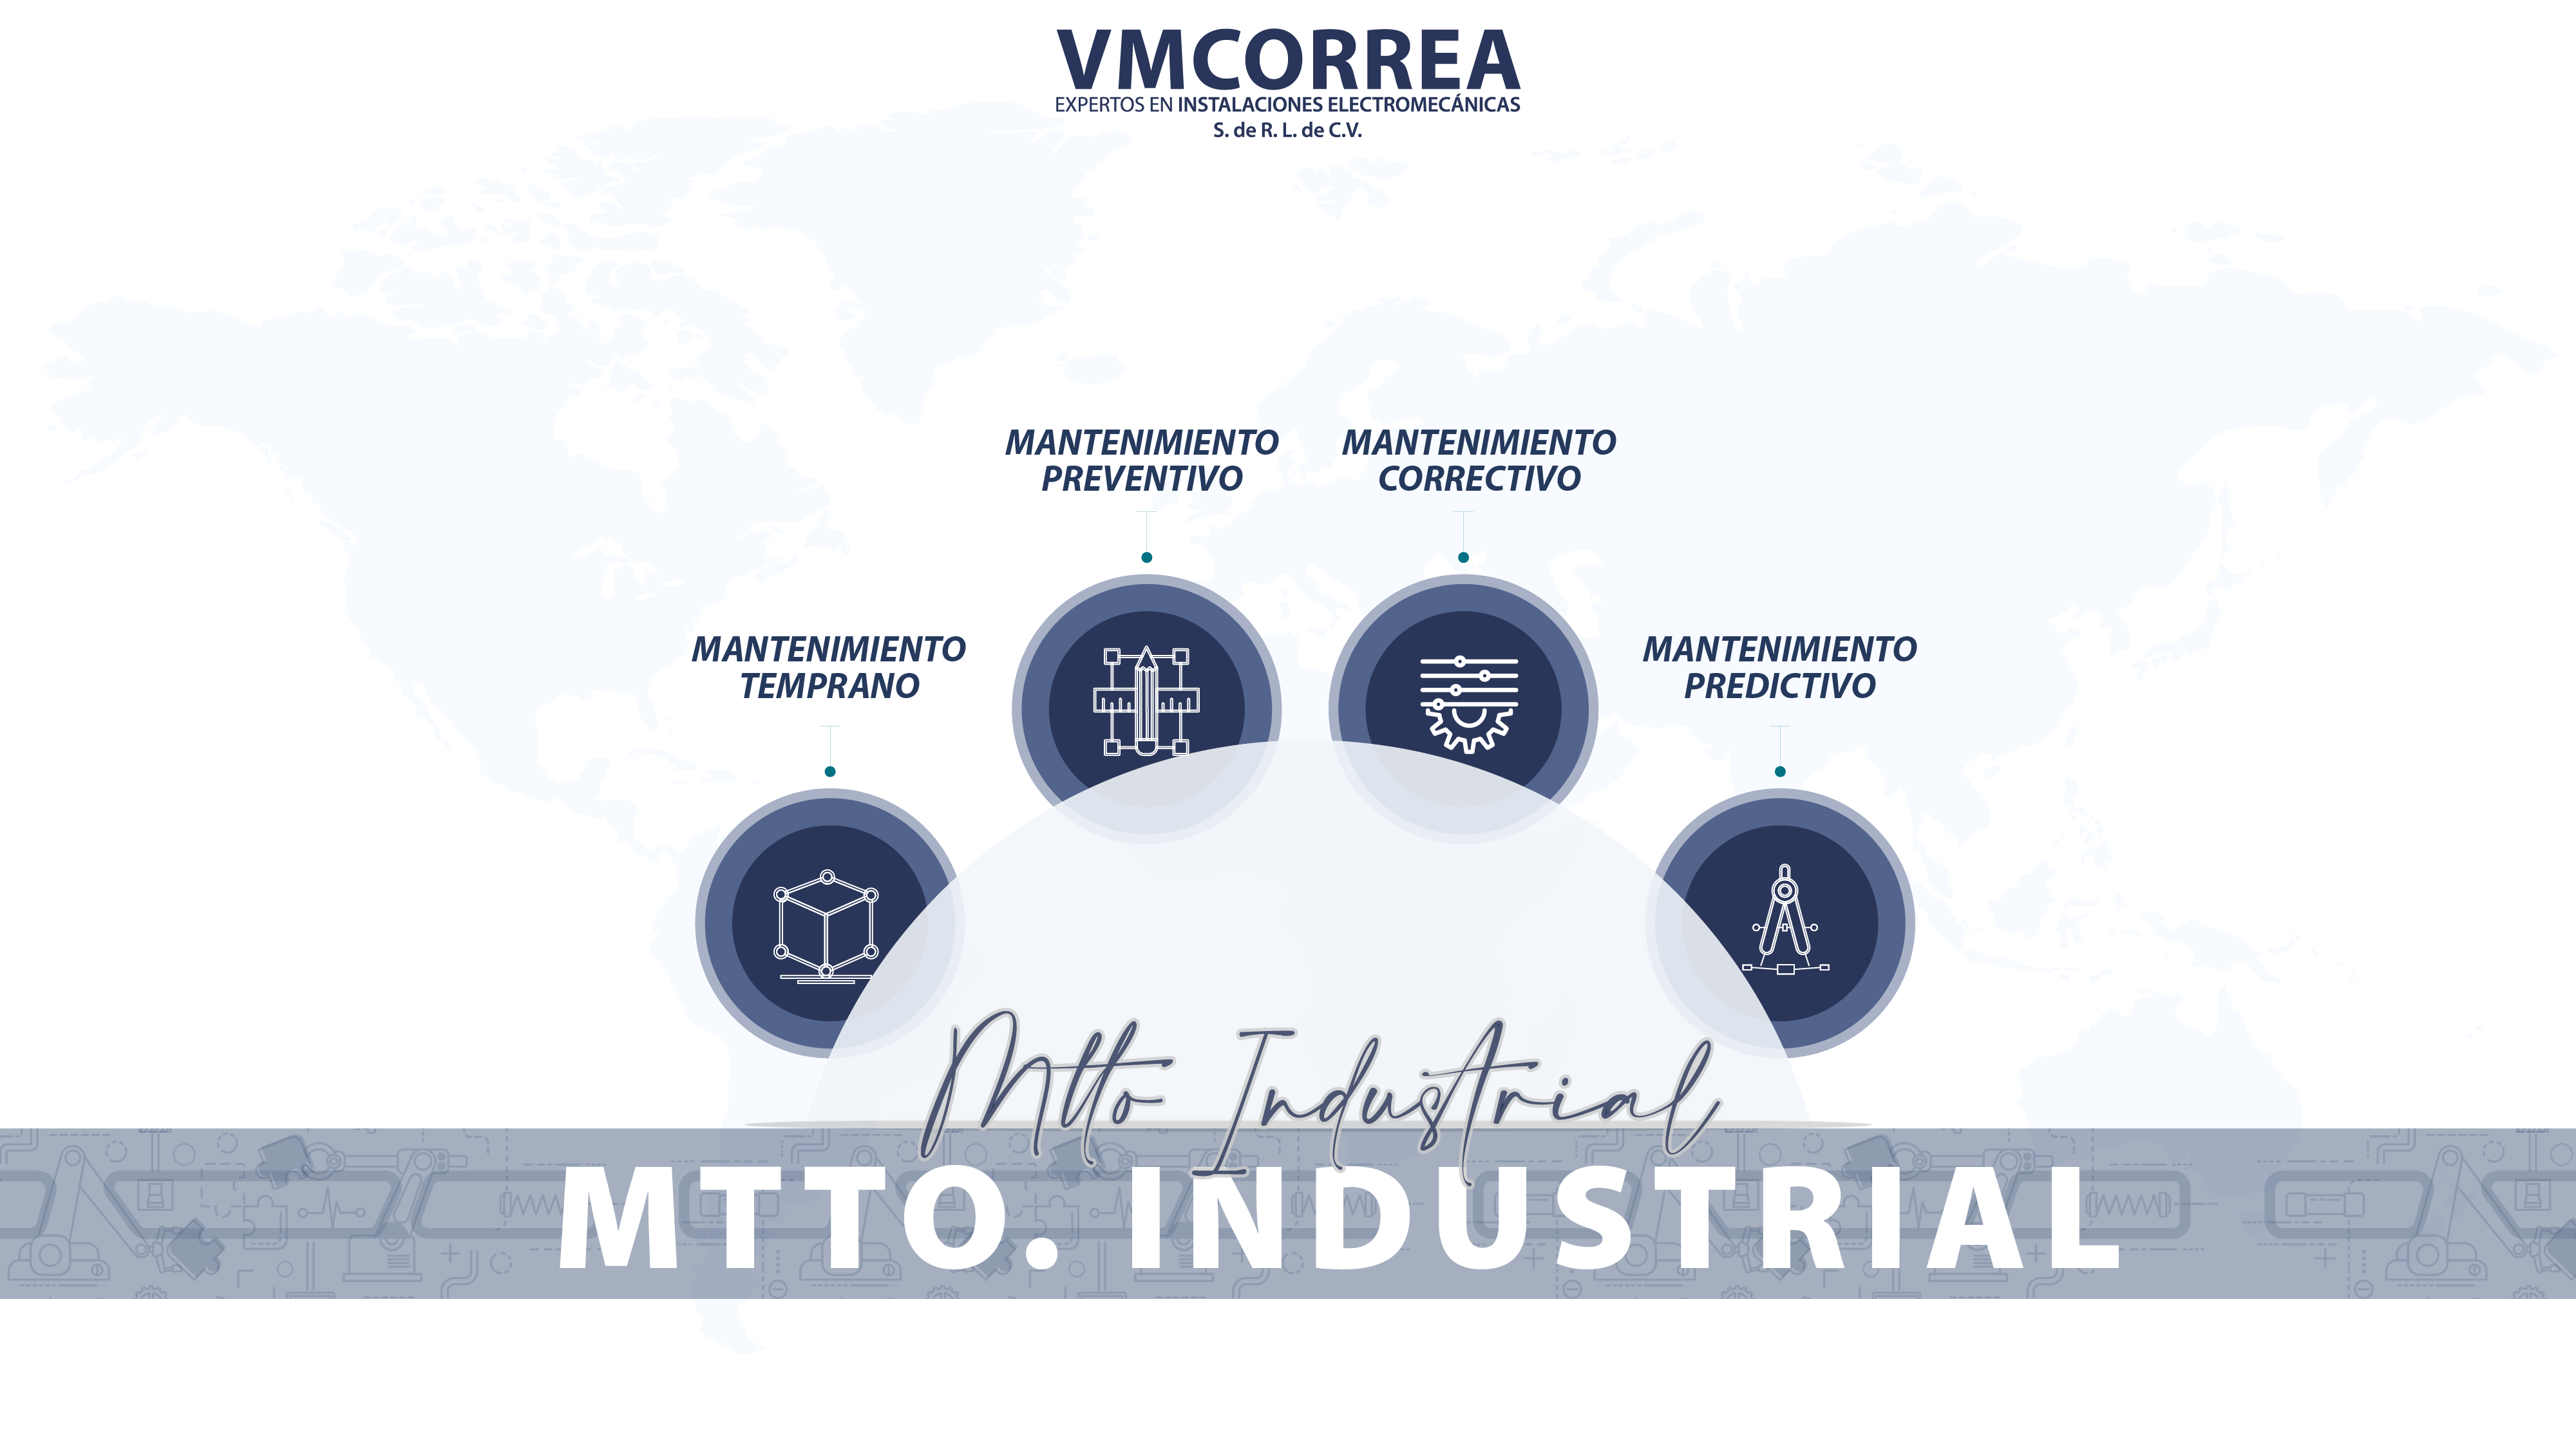 VMCORREA
EXPERTOS EN INSTALACIONES ELECTROMECÁNICAS
S. de R. L. de C.V.
MANTENIMIENTO
TEMPRANO
MANTENIMIENTO
PREVENTIVO
MANTENIMIENTO
CORRECTIVO
MANTENIMIENTO
PREDICTIVO
Mtto Industrial
MTTO. INDUSTRIAL